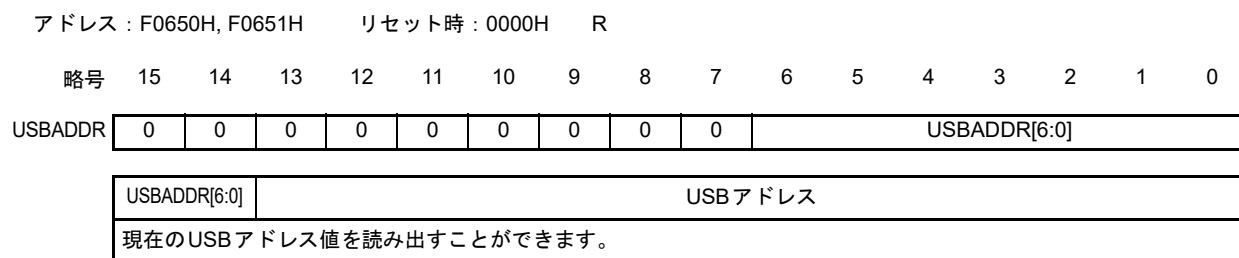 アドレス：F0650H, F0651H リセット時：0000H R
略号 15 14 13 12 11 10 9 8 7 6 5 4 3 2 1 0
USBADDR 0 0 0 0 0 0 0 0 0 USBADDR[6:0]
USBADDR[6:0] USBアドレス
現在のUSBアドレス値を読み出すことができます。